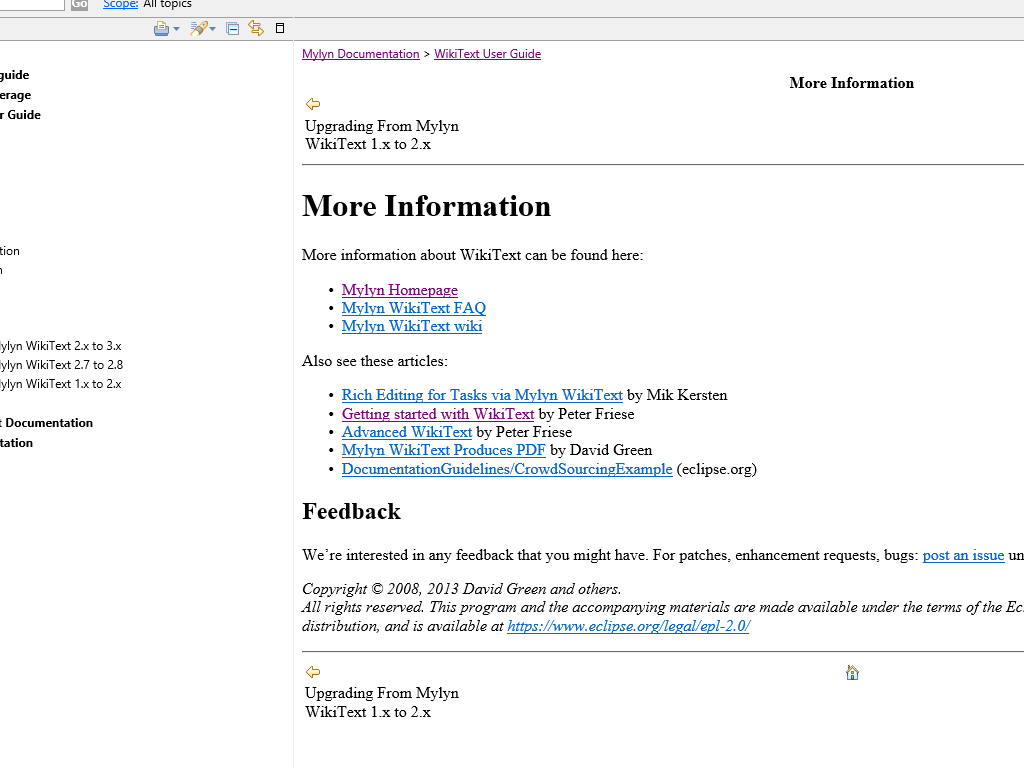 Go Scope: All topics
guide
erage
r Guide
tion
n
ylyn WikiText 2.x to 3.x
ylyn WikiText 2.7 to 2.8
ylyn WikiText 1.x to 2.x
t Documentation
tation
Mylyn Documentation > WikiText User Guide
More Information
Upgrading From Mylyn
WikiText 1.x to 2.x
More Information
More information about WikiText can be found here:
• Mylyn Homepage
• Mylyn WikiText FAQ
• Mylyn WikiText wiki
Also see these articles:
• Rich Editing for Tasks via Mylyn WikiText by Mik Kersten
• Getting started with WikiText by Peter Friese
• Advanced WikiText by Peter Friese
• Mylyn WikiText Produces PDF by David Green
• DocumentationGuidelines/CrowdSourcingExample (eclipse.org)
Feedback
We’re interested in any feedback that you might have. For patches, enhancement requests, bugs: post an issue un
Copyright © 2008, 2013 David Green and others.
All rights reserved. This program and the accompanying materials are made available under the terms of the Ecl
distribution, and is available at https://www.eclipse.org/legal/epl-2.0/
Upgrading From Mylyn
WikiText 1.x to 2.x